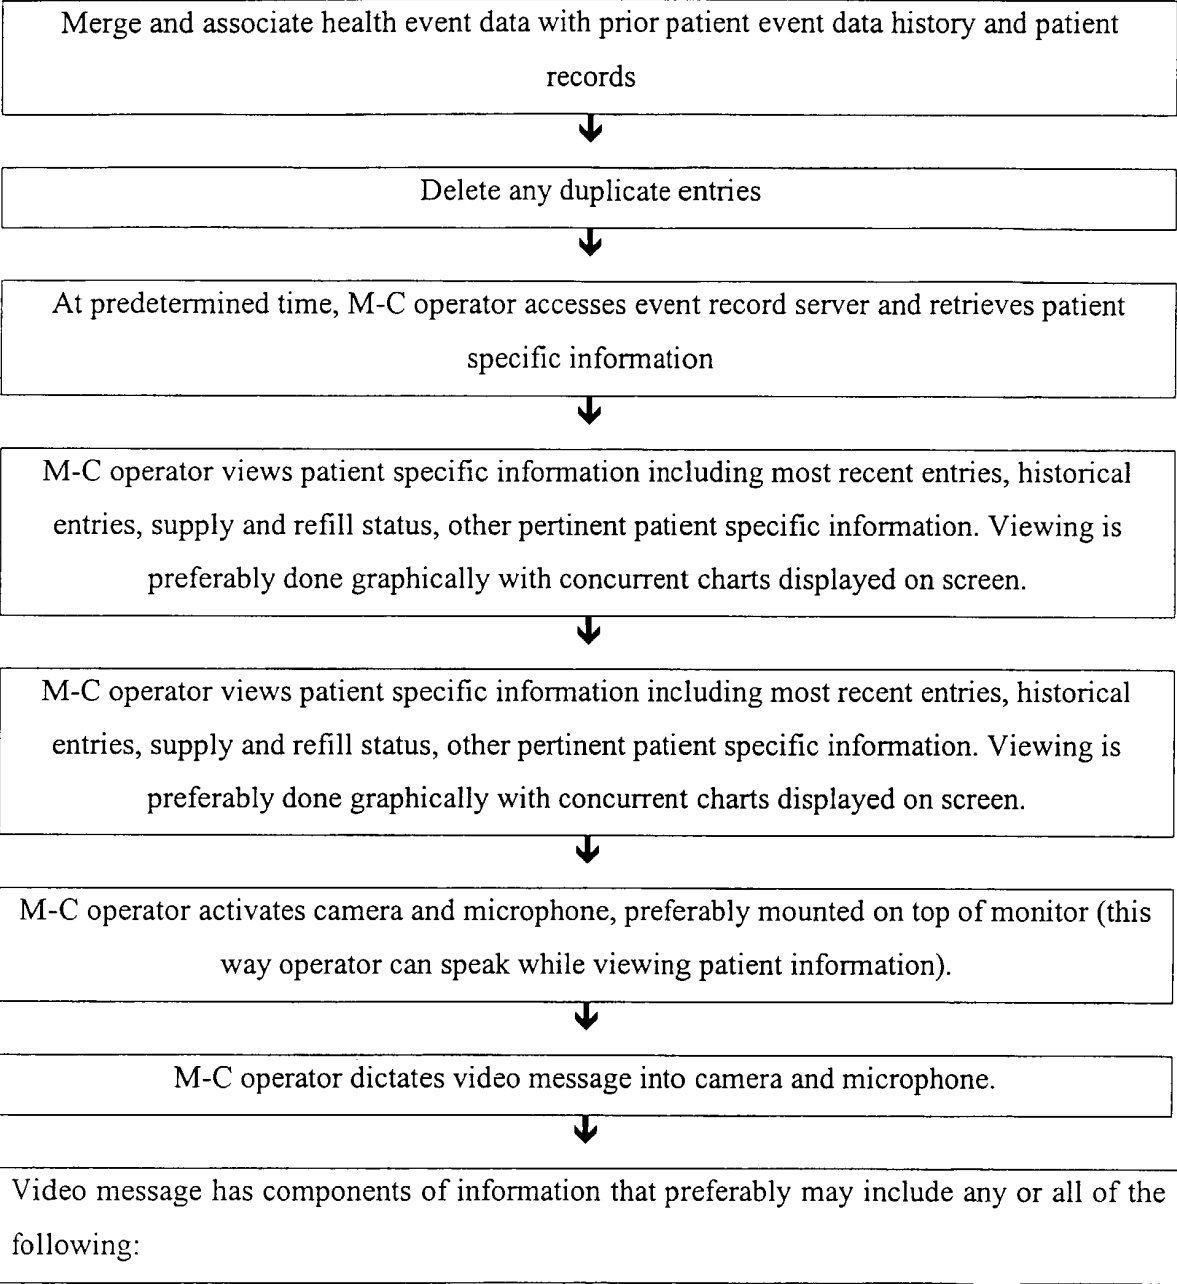 Merge and associate health event data with prior patient event data history and patient
records
Delete any duplicate entries
At predetermined time, M-C operator accesses event record server and retrieves patient
specific information
M-C operator views patient specific information including most recent entries, historical
entries, supply and refill status, other pertinent patient specific information. Viewing is
preferably done graphically with concurrent charts displayed on screen.
M-C operator views patient specific information including most recent entries, historical
entries, supply and refill status, other pertinent patient specific information. Viewing is
preferably done graphically with concurrent charts displayed on screen.
M-C operator activates camera and microphone, preferably mounted on top of monitor (this
way operator can speak while viewing patient information).
M-C operator dictates video message into camera and microphone.
Video message has components of information that preferably may include any or all of the
following: